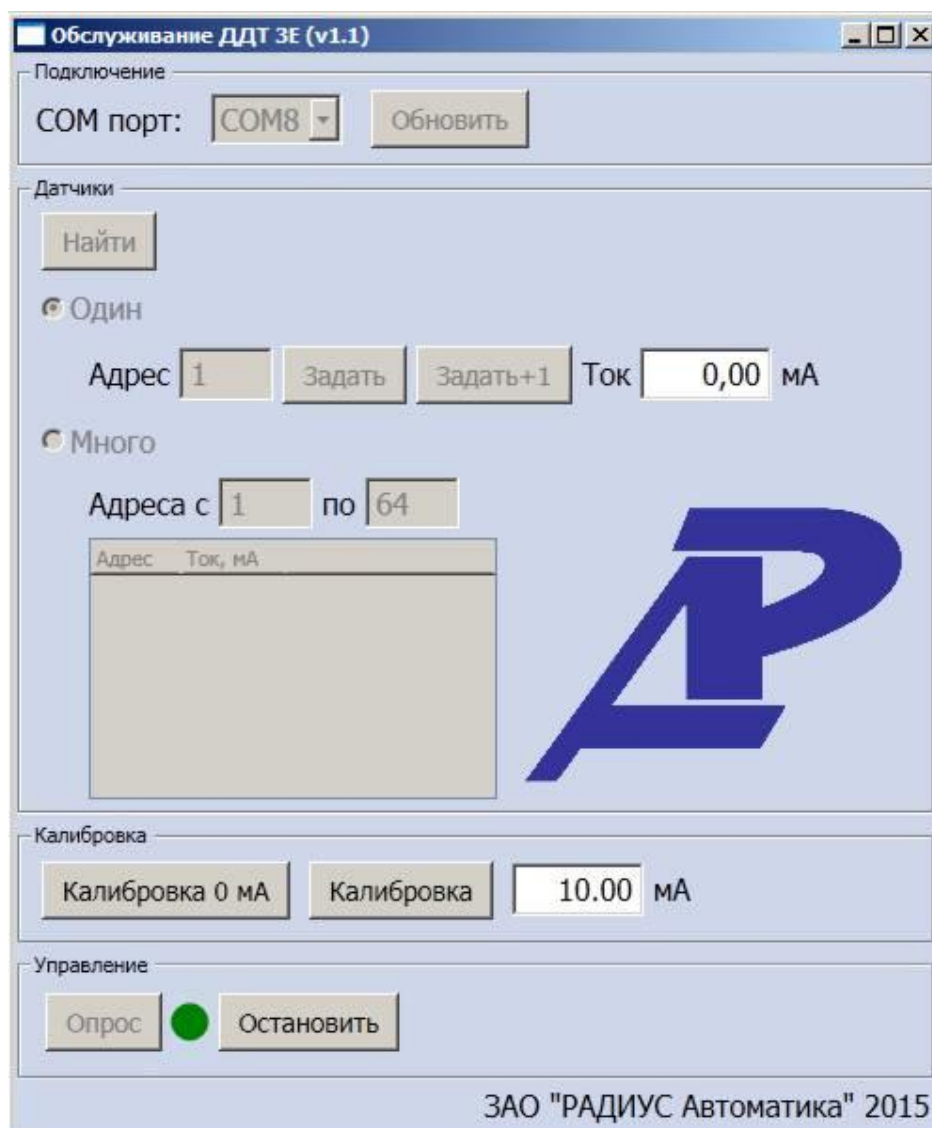 Обслуживание ДДТ 3Е (v1.1)
Подключение
COM порт: COM8 Обновить
Датчики
Найти
Один
Адрес 1 Задать Задать+1 Ток 0,00 мА
Много
Адреса с 1 по 64
Адрес Ток, мА
Калибровка
Калибровка 0 мА Калибровка 10.00 мА
Управление
Опрос Остановить
ЗАО "РАДИУС Автоматика" 2015